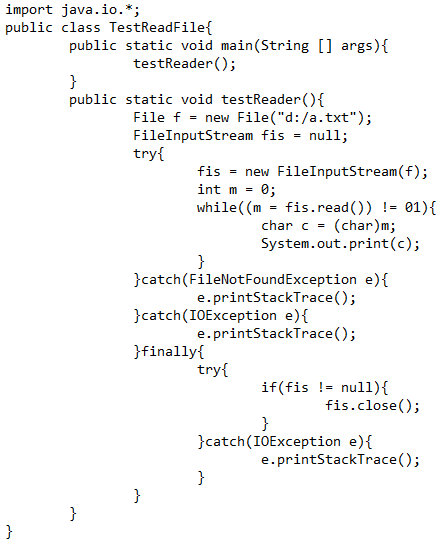 import java.io.*;
public class TestReadFile{
public static void main(String [] args){
testReader();
}
public static void testReader(){
File f = new File("d:/a.txt");
FileInputStream fis = null;
try{
fis = new FileInputStream(f);
int m = 0;
while((m = fis.read()) != 01){
char c = (char)m;
System.out.print(c);
}
}catch(FileNotFoundException e){
e.printStackTrace();
}catch(IOException e){
e.printStackTrace();
}finally{
try{
if(fis != null){
fis.close();
}
}catch(IOException e){
e.printStackTrace();
}
}
}
}